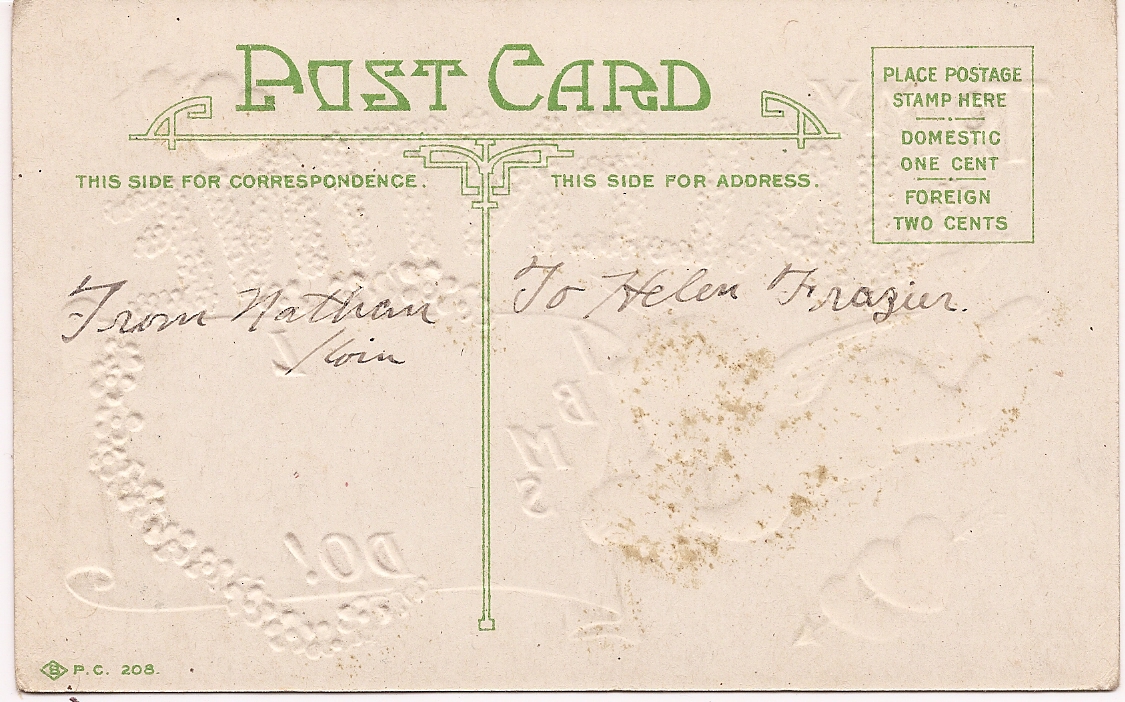 POST CARD
PLACE POSTAGE
STAMP HERE
DOMESTIC
ONE CENT
FOREIGN
TWO CENTS
THIS SIDE FOR CORRESPONDENCE.
THIS SIDE FOR ADDRESS.
From Nathan
To Helen Frazier.
DO!
B P.C. 208.